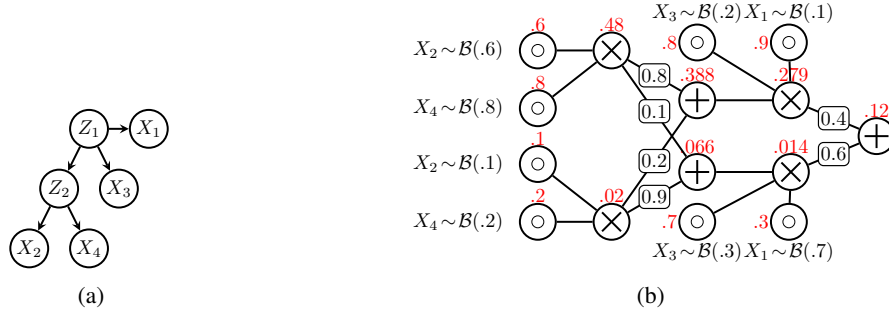 Z₁
X₁
Z₂
X₃
X₂
X₄
(a)
X₃∼𝓑(.2) X₁∼𝓑(.1)
.6 .48
X₂∼𝓑(.6)
.8 .9
0.8 .388 .279
.8
X₄∼𝓑(.8)
0.1
0.4 .12
.1
X₂∼𝓑(.1)
0.2 066 .014 0.6
.2 .02 0.9
X₄∼𝓑(.2)
.7 .3
X₃∼𝓑(.3) X₁∼𝓑(.7)
(b)